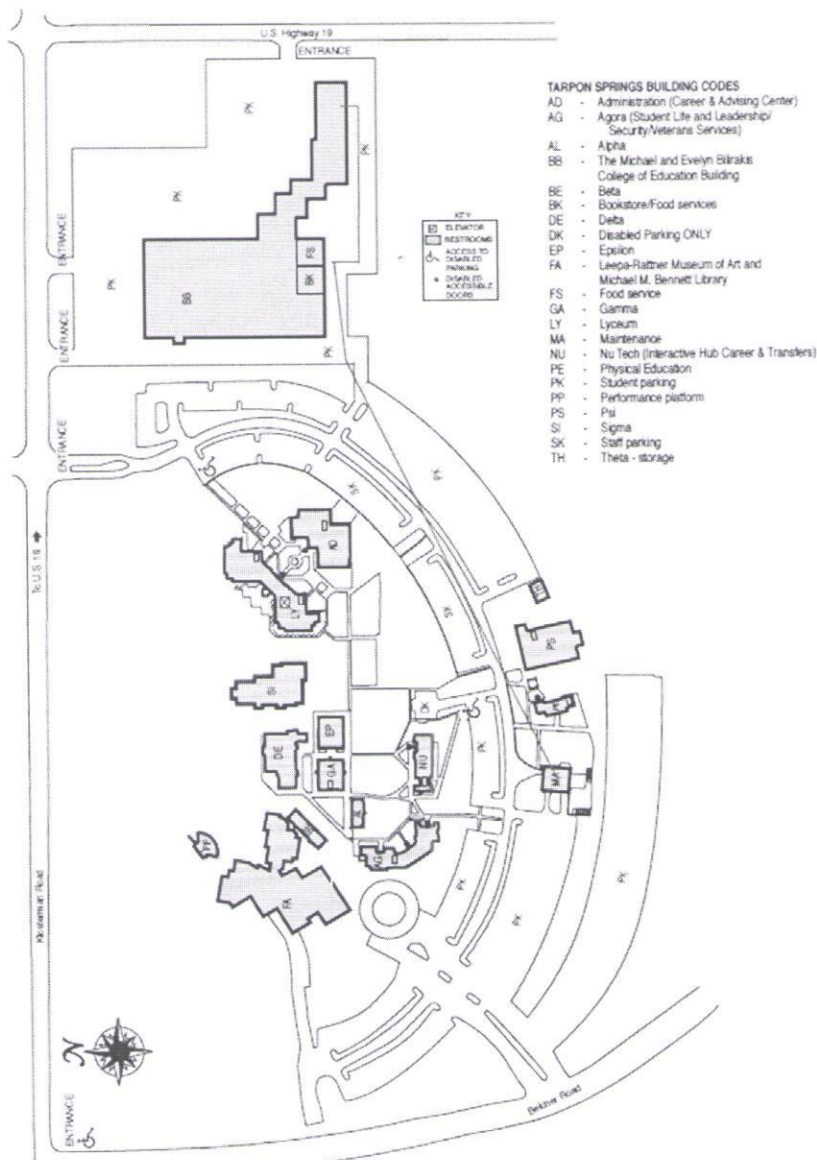 U.S. Highway 19
ENTRANCE
TARPON SPRINGS BUILDING CODES
AD - Administration (Career & Advising Center)
AG - Agora (Student Life and Leadership/
Security/Veterans Services)
AL - Alpha
BB - The Michael and Evelyn Bilirakis
College of Education Building
BE - Beta
BK - Bookstore/Food services
DE - Delta
DK - Disabled Parking ONLY
EP - Epsilon
FA - Leepa-Rattner Museum of Art and
Michael M. Bennett Library
FS - Food service
GA - Gamma
LY - Lyceum
MA - Maintenance
NU - Nu Tech (Interactive Hub Career & Transfers)
PE - Physical Education
PK - Student parking
PP - Performance platform
PS - Psi
SI - Sigma
SK - Staff parking
TH - Theta - storage
KEY
ELEVATOR
RESTROOMS
ACCESS TO
DISABLED
PARKING
DISABLED
ACCESSIBLE
DOORS
PK
PK
PK
PK
PK
ENTRANCE
ENTRANCE
ENTRANCE
BB
FS
BK
To U.S. 19
Klosterman Road
SK
PK
AD
LY
SK
SI
DK
PS
DE
EP
GA
NU
PK
MA
PP
AG
FA
PK
PK
PK
N
ENTRANCE
Belcher Road